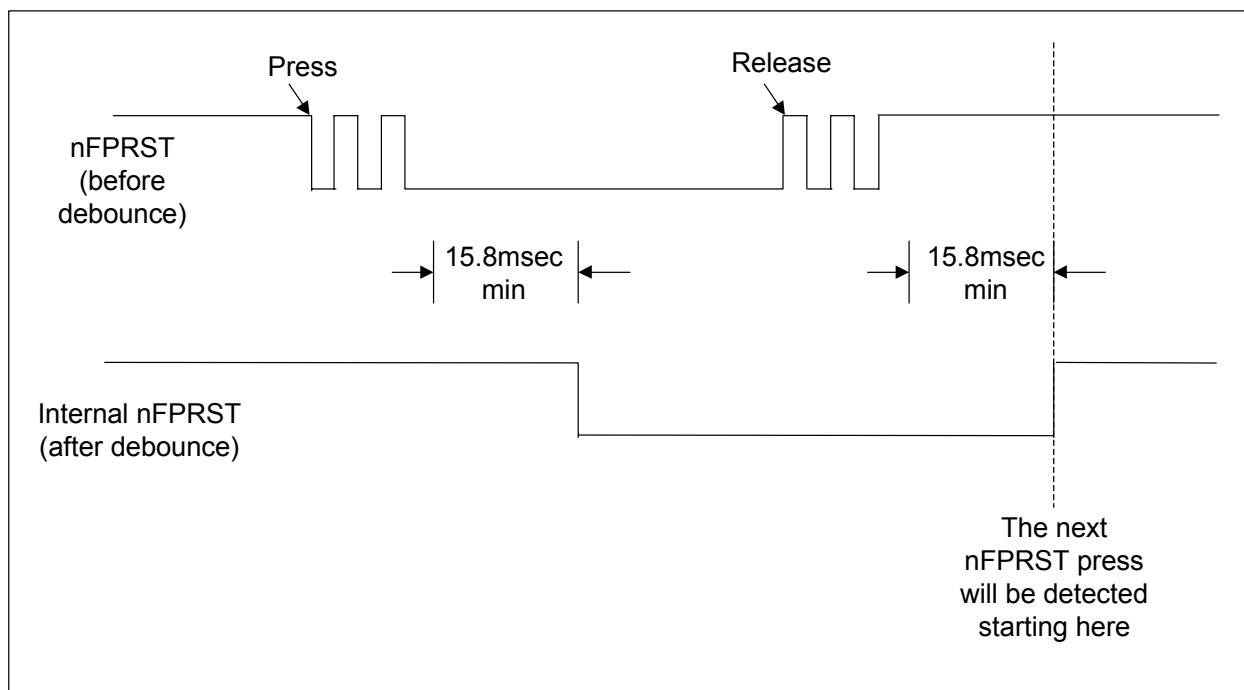 Press
Release
nFPRST
(before
debounce)
15.8msec
min
15.8msec
min
Internal nFPRST
(after debounce)
The next
nFPRST press
will be detected
starting here